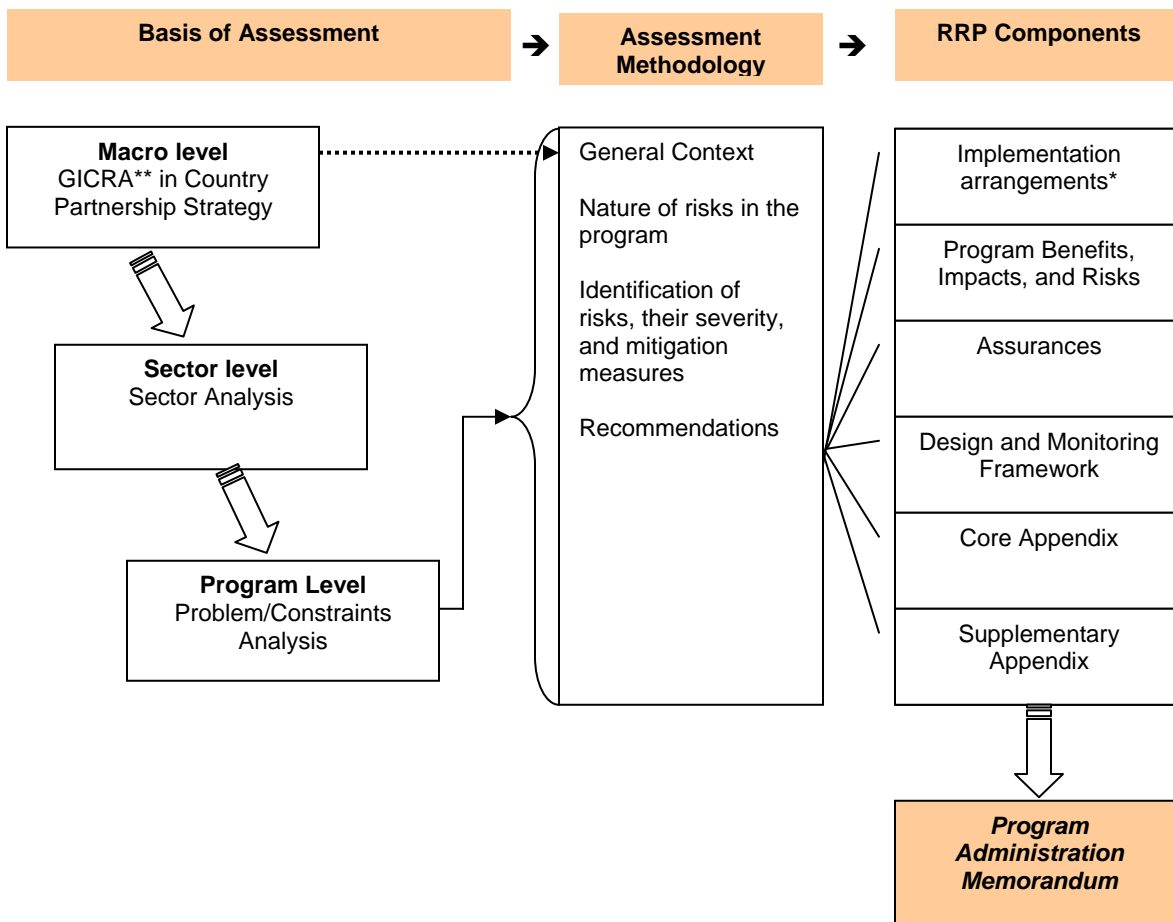 Basis of Assessment
➔
Assessment
Methodology
➔
RRP Components
Macro level
GICRA** in Country
Partnership Strategy
Sector level
Sector Analysis
Program Level
Problem/Constraints
Analysis
General Context
Nature of risks in the
program
Identification of
risks, their severity,
and mitigation
measures
Recommendations
Implementation
arrangements*
Program Benefits,
Impacts, and Risks
Assurances
Design and Monitoring
Framework
Core Appendix
Supplementary
Appendix
Program
Administration
Memorandum